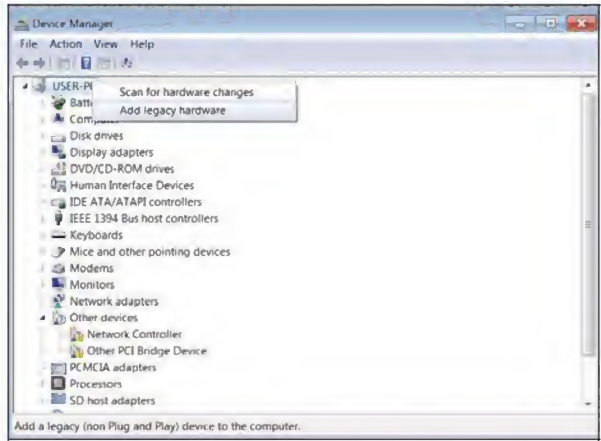 Device Manager
File Action View Help
USER-P
Scan for hardware changes
Add legacy hardware
Batt
Comp
Disk drives
Display adapters
DVD/CD-ROM drives
Human Interface Devices
IDE ATA/ATAPI controllers
IEEE 1394 Bus host controllers
Keyboards
Mice and other pointing devices
Modems
Monitors
Network adapters
Other devices
Network Controller
Other PCI Bridge Device
PCMCIA adapters
Processors
SD host adapters
Add a legacy (non Plug and Play) device to the computer.